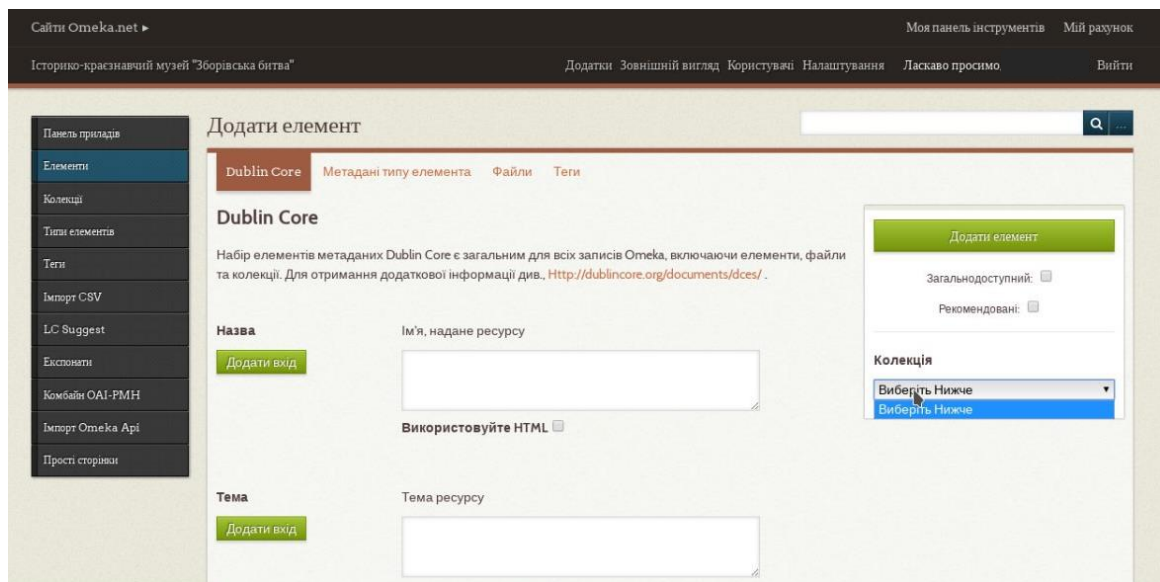 Сайти Omeka.net ▸ Моя панель інструментів Мій рахунок
Історико-краєзнавчий музей "Зборівська битва" Додатки Зовнішній вигляд Користувачі Налаштування Ласкаво просимо, Вийти
Панель приладів
Елементи
Колекції
Типи елементів
Теги
Імпорт CSV
LC Suggest
Експонати
Комбайн OAI-PMH
Імпорт Omeka Api
Прості сторінки
Додати елемент
...
Dublin Core Метадані типу елемента Файли Теги
Dublin Core
Набір елементів метаданих Dublin Core є загальним для всіх записів Omeka, включаючи елементи, файли
та колекції. Для отримання додаткової інформації див., Http://dublincore.org/documents/dces/ .
Назва Ім'я, надане ресурсу
Додати вхід
Використовуйте HTML
Тема Тема ресурсу
Додати вхід
Додати елемент
Загальнодоступний:
Рекомендовані:
Колекція
Виберіть Нижче
Виберіть Нижче